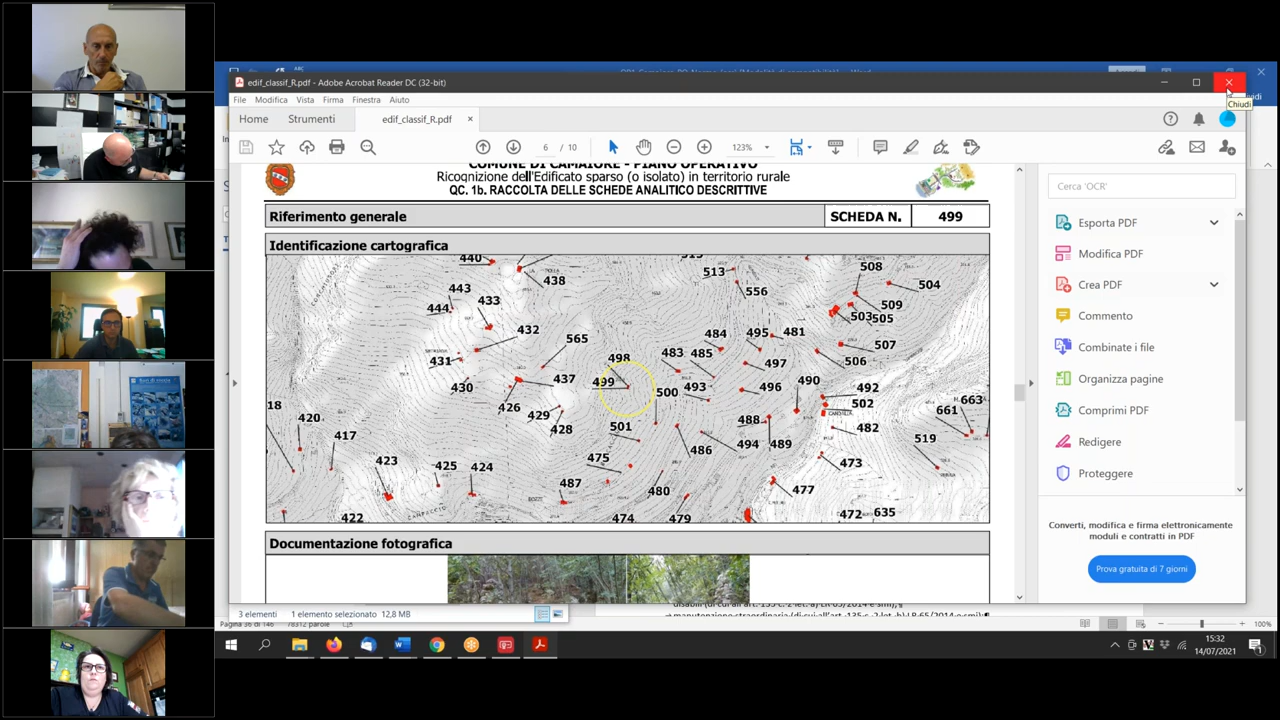 edif_classif_R.pdf - Adobe Acrobat Reader DC (32-bit)
Chiudi
File Modifica Vista Firma Finestra Aiuto
Home Strumenti edif_classif_R.pdf ×
6 / 10 123%
COMUNE DI CAMAIORE - PIANO OPERATIVO
Ricognizione dell'Edificato sparso (o isolato) in territorio rurale
QC. 1b. RACCOLTA DELLE SCHEDE ANALITICO DESCRITTIVE
Riferimento generale SCHEDA N. 499
Identificazione cartografica
440 438 513 556 508 504
443 433 444 509 503 505
432 565 484 495 481 507
431 498 483 485 497 506
430 437 499 500 493 496 490 492
426 429 502 661 663
18 420 428 501 488 482
417 494 489 519
423 425 424 475 486 473
487 480 477
422 474 479 472 635
Documentazione fotografica
Cerca 'OCR'
Esporta PDF
Modifica PDF
Crea PDF
Commento
Combinate i file
Organizza pagine
Comprimi PDF
Redigere
Proteggere
Converti, modifica e firma elettronicamente
moduli e contratti in PDF
Prova gratuita di 7 giorni
3 elementi 1 elemento selezionato 12,8 MB
Pagina 36 di 146 78312 parole
100%
15:32
14/07/2021